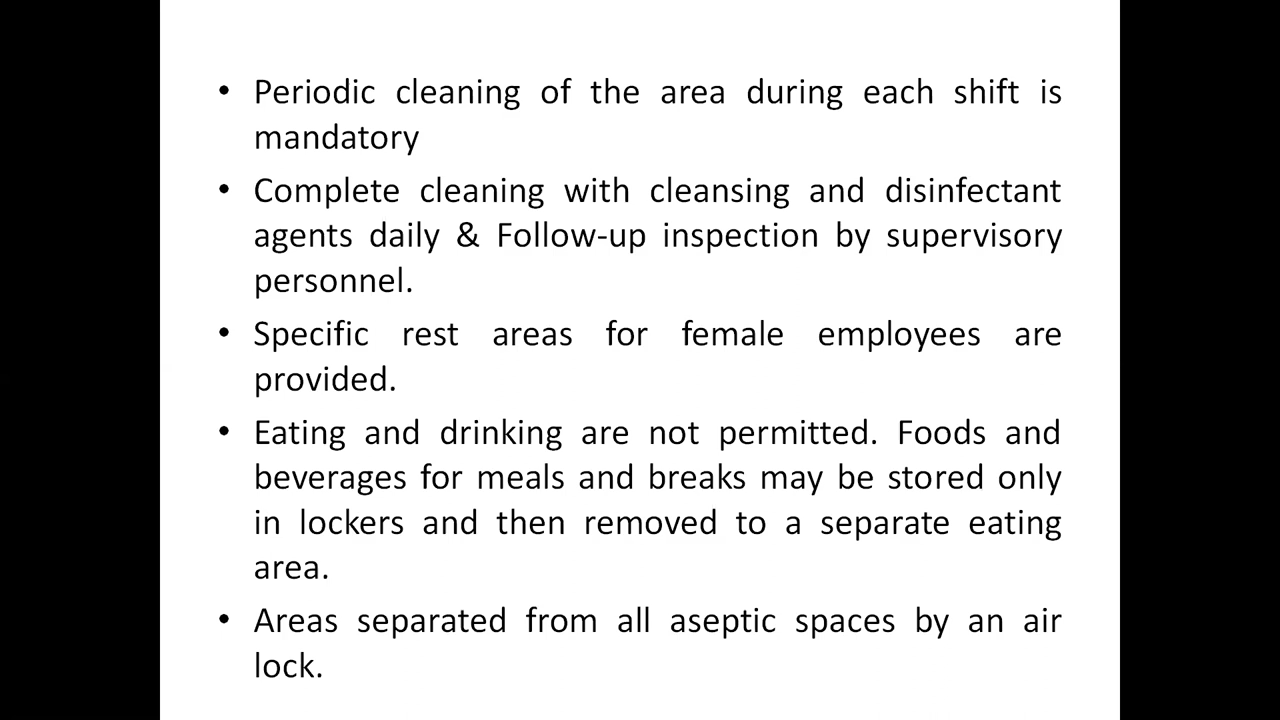 • Periodic cleaning of the area during each shift is
mandatory
• Complete cleaning with cleansing and disinfectant
agents daily & Follow-up inspection by supervisory
personnel.
• Specific rest areas for female employees are
provided.
• Eating and drinking are not permitted. Foods and
beverages for meals and breaks may be stored only
in lockers and then removed to a separate eating
area.
• Areas separated from all aseptic spaces by an air
lock.